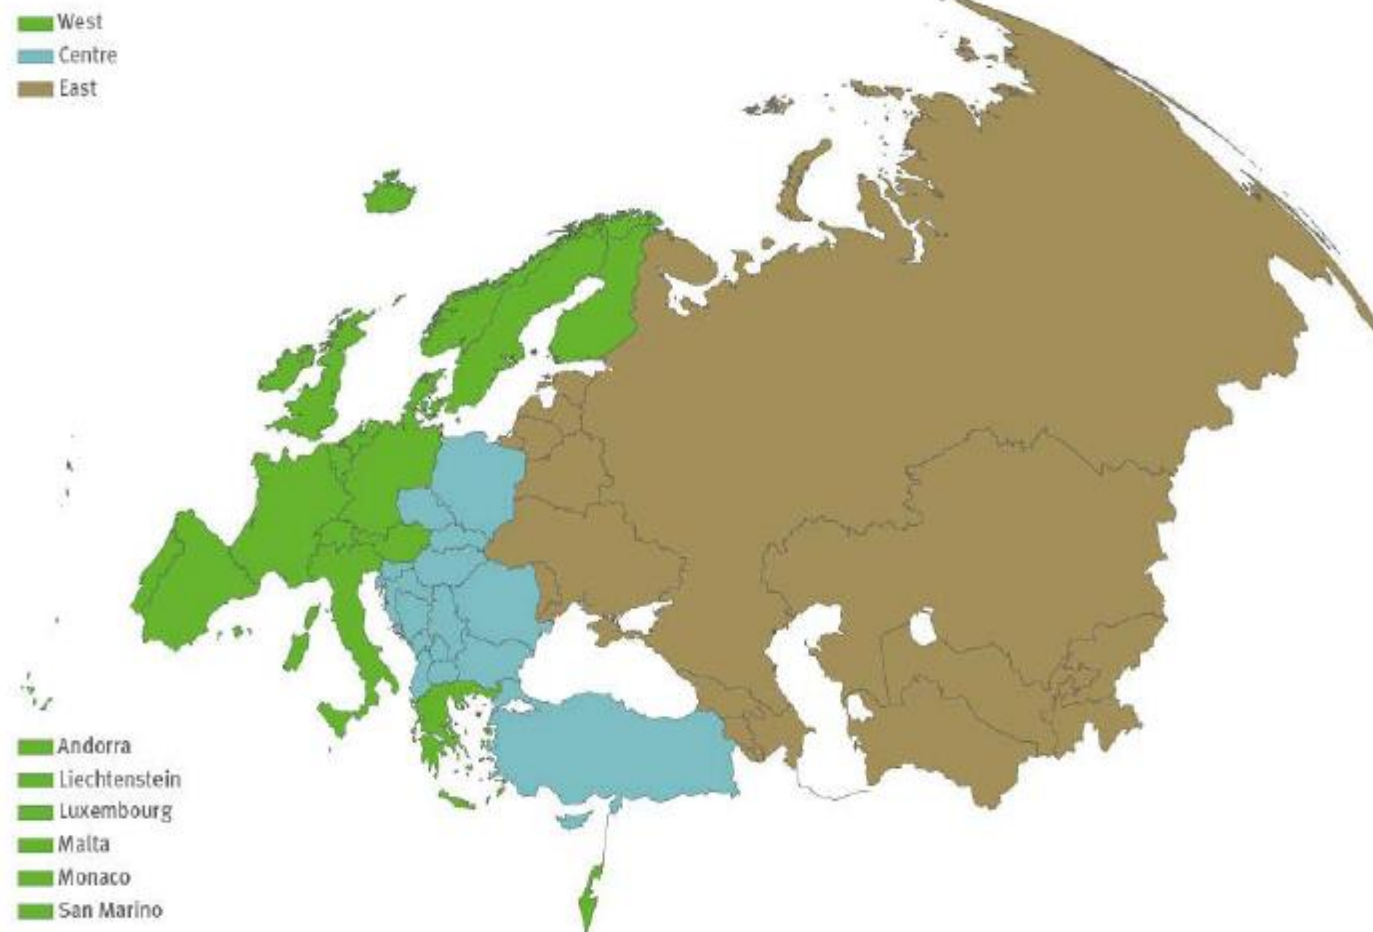 West
Centre
East
Andorra
Liechtenstein
Luxembourg
Malta
Monaco
San Marino